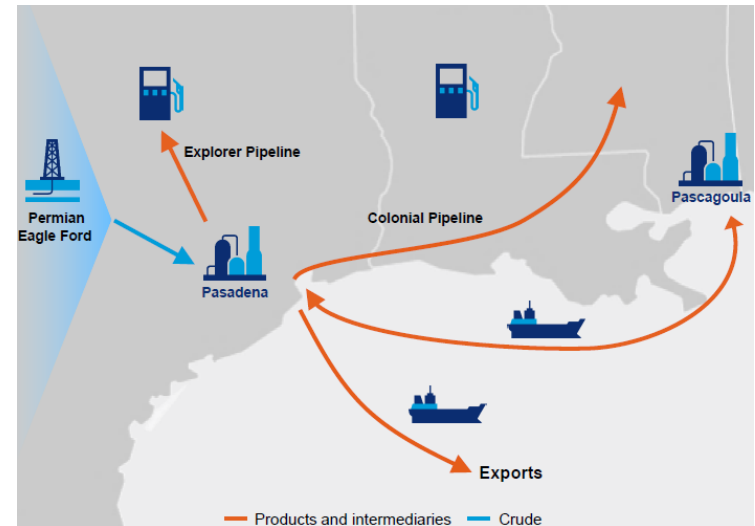 Explorer Pipeline
Permian
Eagle Ford
Pasadena
Colonial Pipeline
Pascagoula
Exports
Products and intermediaries
Crude